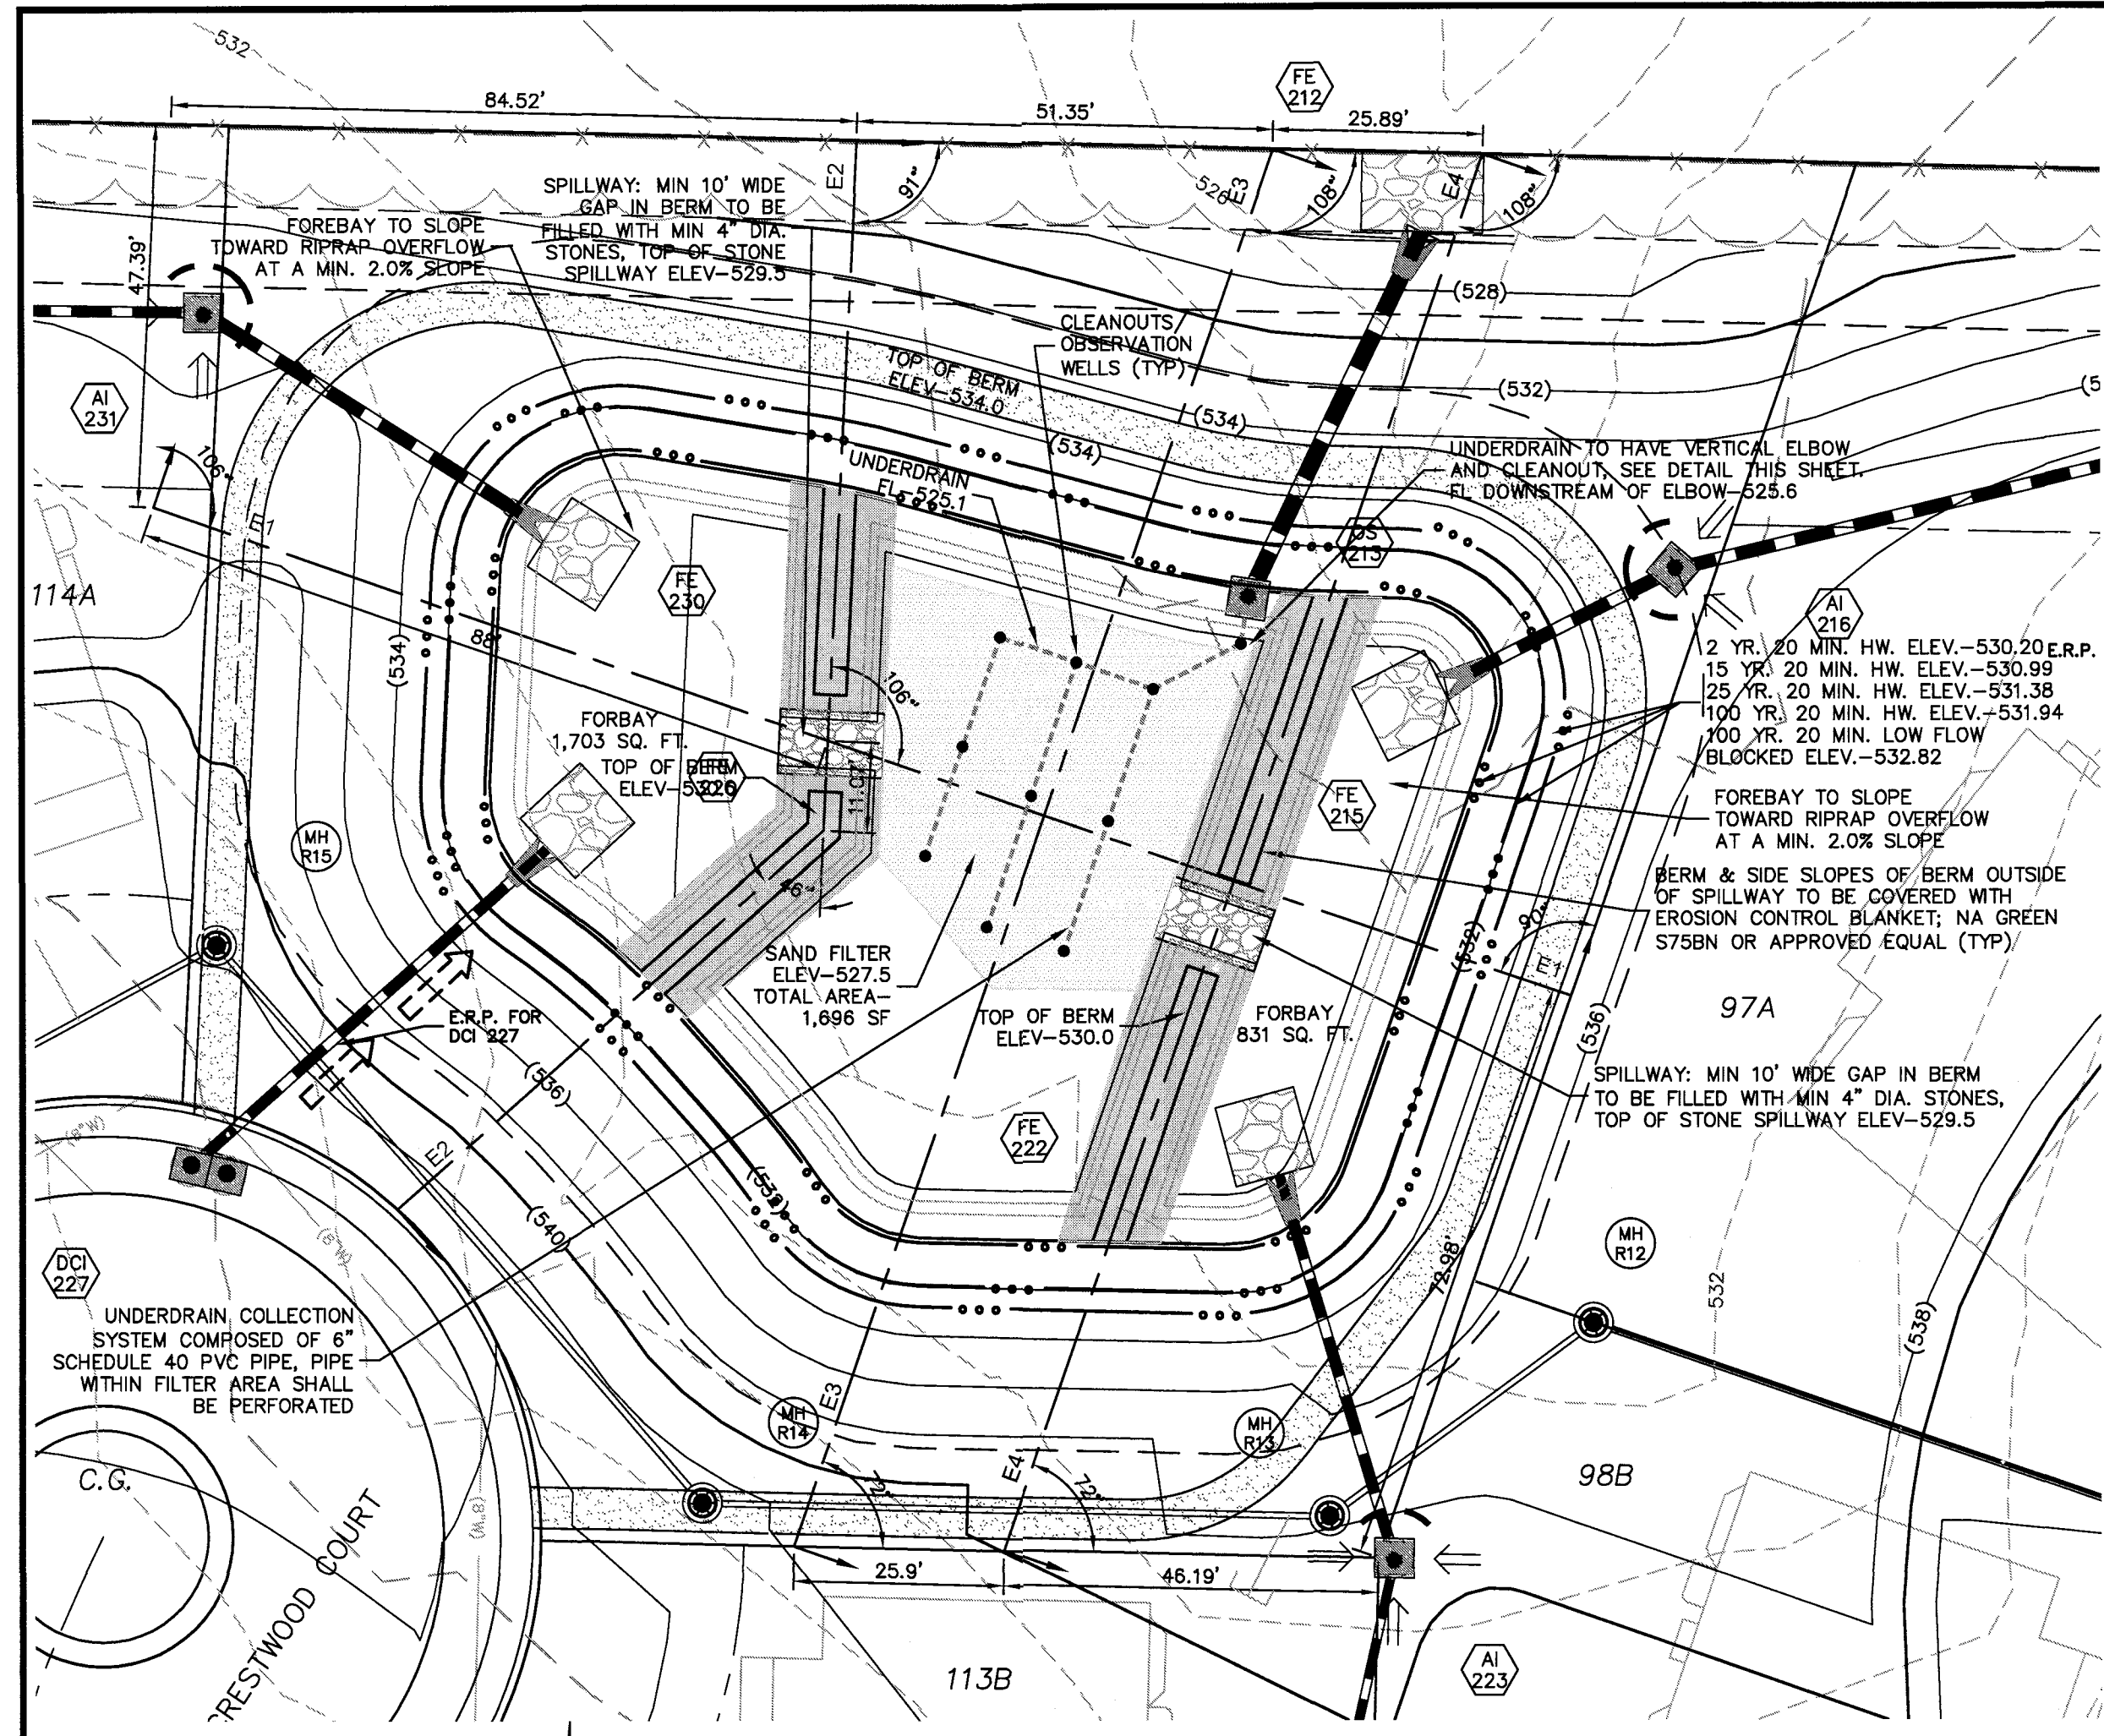 532
FE
212
84.52'
51.35'
25.89'
SPILLWAY: MIN 10' WIDE
GAP IN BERM TO BE
FILLED WITH MIN 4" DIA.
STONES, TOP OF STONE
SPILLWAY ELEV-529.5
E2
91°
526
E3
108°
E4
108°
FOREBAY TO SLOPE
TOWARD RIPRAP OVERFLOW
AT A MIN. 2.0% SLOPE
47.39'
(528)
CLEANOUTS/
OBSERVATION
WELLS (TYP)
TOP OF BERM
ELEV-534.0
(532)
(534)
(534)
AI
231
106°
E1
UNDERDRAIN
EL-525.1
UNDERDRAIN TO HAVE VERTICAL ELBOW
AND CLEANOUT, SEE DETAIL THIS SHEET.
FL DOWNSTREAM OF ELBOW-525.6
OS
213
114A
FE
230
88'
(534)
106°
AI
216
2 YR. 20 MIN. HW. ELEV.-530.20 E.R.P.
15 YR. 20 MIN. HW. ELEV.-530.99
25 YR. 20 MIN. HW. ELEV.-531.38
100 YR. 20 MIN. HW. ELEV.-531.94
100 YR. 20 MIN. LOW FLOW
BLOCKED ELEV.-532.82
FORBAY
1,703 SQ. FT.
TOP OF BERM
ELEV-530.0
11.07'
FE
215
FOREBAY TO SLOPE
TOWARD RIPRAP OVERFLOW
AT A MIN. 2.0% SLOPE
MH
R15
46°
BERM & SIDE SLOPES OF BERM OUTSIDE
OF SPILLWAY TO BE COVERED WITH
EROSION CONTROL BLANKET; NA GREEN
S75BN OR APPROVED EQUAL (TYP)
90°
(532)
E1
SAND FILTER
ELEV-527.5
TOTAL AREA-
1,696 SF
TOP OF BERM
ELEV-530.0
FORBAY
831 SQ. FT.
97A
(536)
E.R.P. FOR
DCI 227
(536)
SPILLWAY: MIN 10' WIDE GAP IN BERM
TO BE FILLED WITH MIN 4" DIA. STONES,
TOP OF STONE SPILLWAY ELEV-529.5
FE
222
(8"W)
E2
(532)
(540)
(8"W)
72.98'
MH
R12
532
(538)
DCI
227
UNDERDRAIN COLLECTION
SYSTEM COMPOSED OF 6"
SCHEDULE 40 PVC PIPE, PIPE
WITHIN FILTER AREA SHALL
BE PERFORATED
MH
R14
E3
MH
R13
E4
72°
72°
C.G.
98B
(8"W)
CRESTWOOD COURT
25.9'
46.19'
113B
AI
223